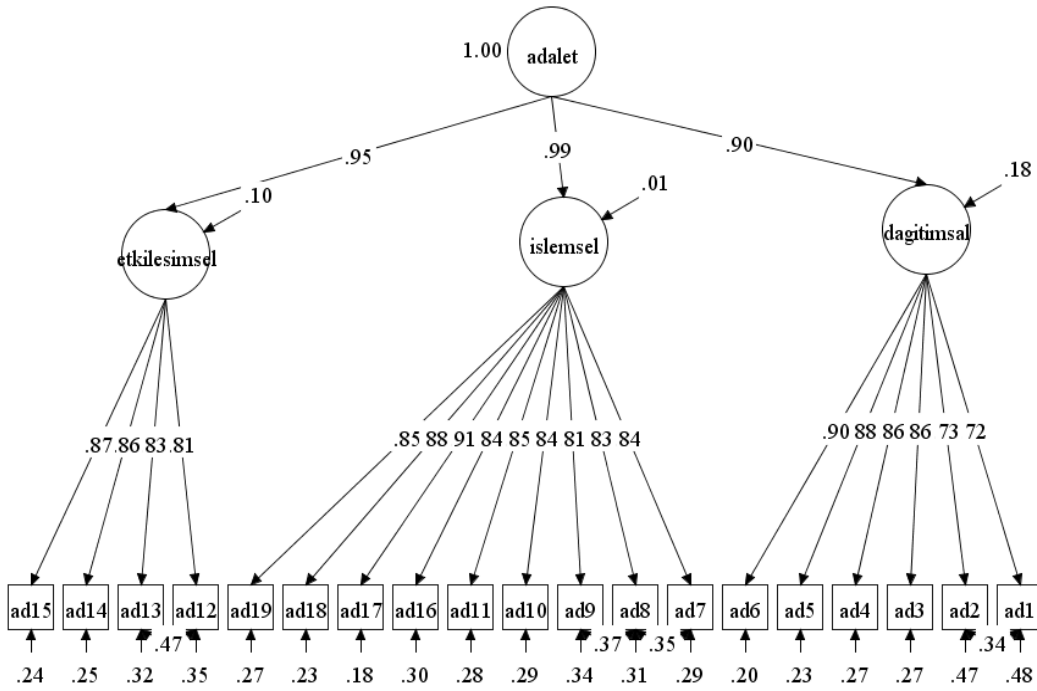 1.00 adalet
.95 .99 .90
.10 .01 .18
etkilesimsel islemsel dagitimsal
.87 .86 83 .81 .85 88 91 84 85 84 81 83 84 .90 88 86 86 73 72
ad15 ad14 ad13 ad12 ad19 ad18 ad17 ad16 ad11 ad10 ad9 ad8 ad7 ad6 ad5 ad4 ad3 ad2 ad1
.47 .37 .35 .34
.24 .25 .32 .35 .27 .23 .18 .30 .28 .29 .34 .31 .29 .20 .23 .27 .27 .47 .48